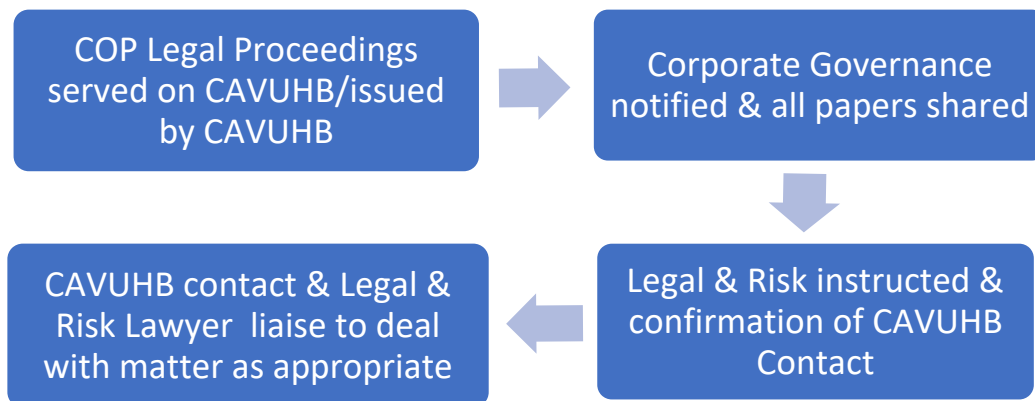 COP Legal Proceedings
served on CAVUHB/issued
by CAVUHB
Corporate Governance
notified & all papers shared
Legal & Risk instructed &
confirmation of CAVUHB
Contact
CAVUHB contact & Legal &
Risk Lawyer  liaise to deal
with matter as appropriate